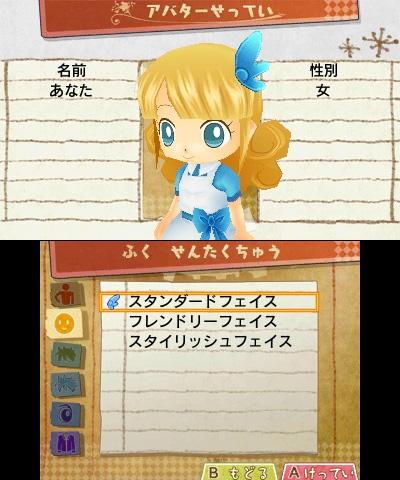 アバターせってい
名前
あなた
性別
女
ふく せんたくちゅう
スタンダードフェイス
フレンドリーフェイス
スタイリッシュフェイス
B もどる
A けってい